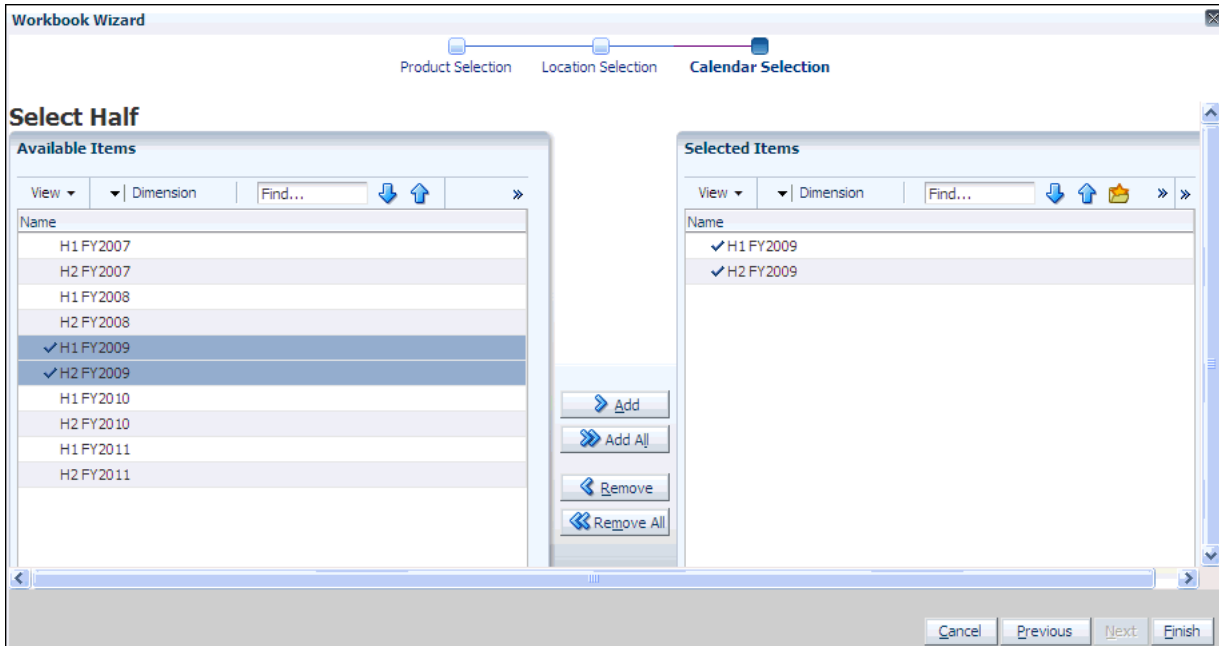 Workbook Wizard
Product Selection Location Selection Calendar Selection
Select Half
Available Items
View Dimension Find...
Name
H1 FY2007
H2 FY2007
H1 FY2008
H2 FY2008
H1 FY2009
H2 FY2009
H1 FY2010
H2 FY2010
H1 FY2011
H2 FY2011
Add
Add All
Remove
Remove All
Selected Items
View Dimension Find...
Name
H1 FY2009
H2 FY2009
Cancel Previous Next Finish